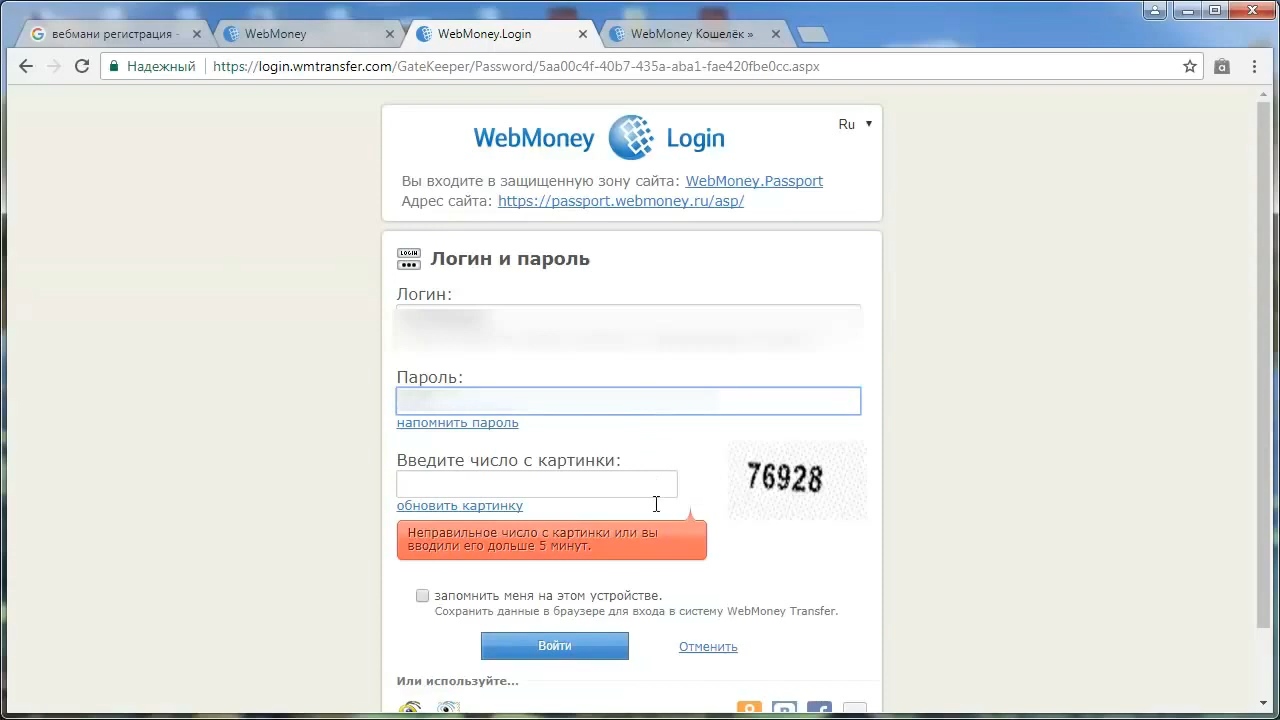 вебмани регистрация -
WebMoney
WebMoney.Login
WebMoney Кошелёк »
Надежный
https://login.wmtransfer.com/GateKeeper/Password/5aa00c4f-40b7-435a-aba1-fae420fbe0cc.aspx
WebMoney Login
Ru
Вы входите в защищенную зону сайта: WebMoney.Passport
Адрес сайта: https://passport.webmoney.ru/asp/
LOGIN
Логин и пароль
Логин:
Пароль:
напомнить пароль
Введите число с картинки:
76928
обновить картинку
Неправильное число с картинки или вы
вводили его дольше 5 минут.
запомнить меня на этом устройстве.
Сохранить данные в браузере для входа в систему WebMoney Transfer.
Войти
Отменить
Или используйте...